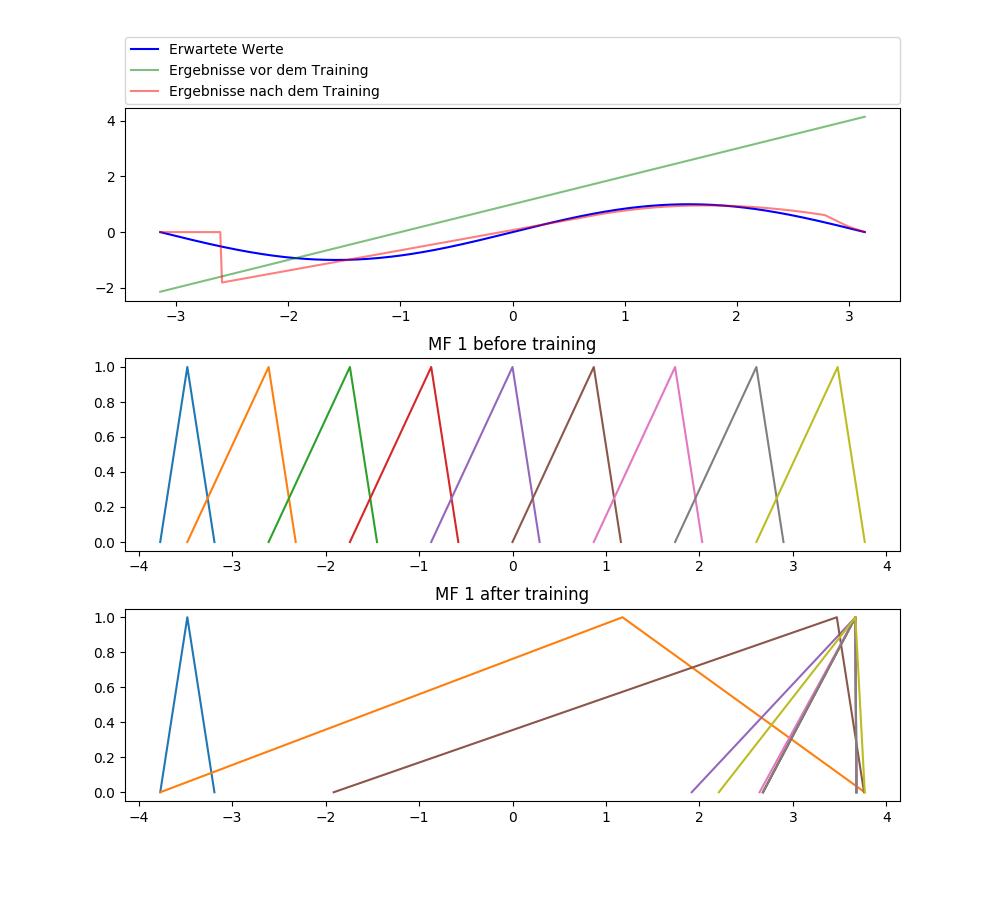 Erwartete Werte
Ergebnisse vor dem Training
Ergebnisse nach dem Training
4
2
0
−2
−3 −2 −1 0 1 2 3
MF 1 before training
1.0
0.8
0.6
0.4
0.2
0.0
−4 −3 −2 −1 0 1 2 3 4
MF 1 after training
1.0
0.8
0.6
0.4
0.2
0.0
−4 −3 −2 −1 0 1 2 3 4